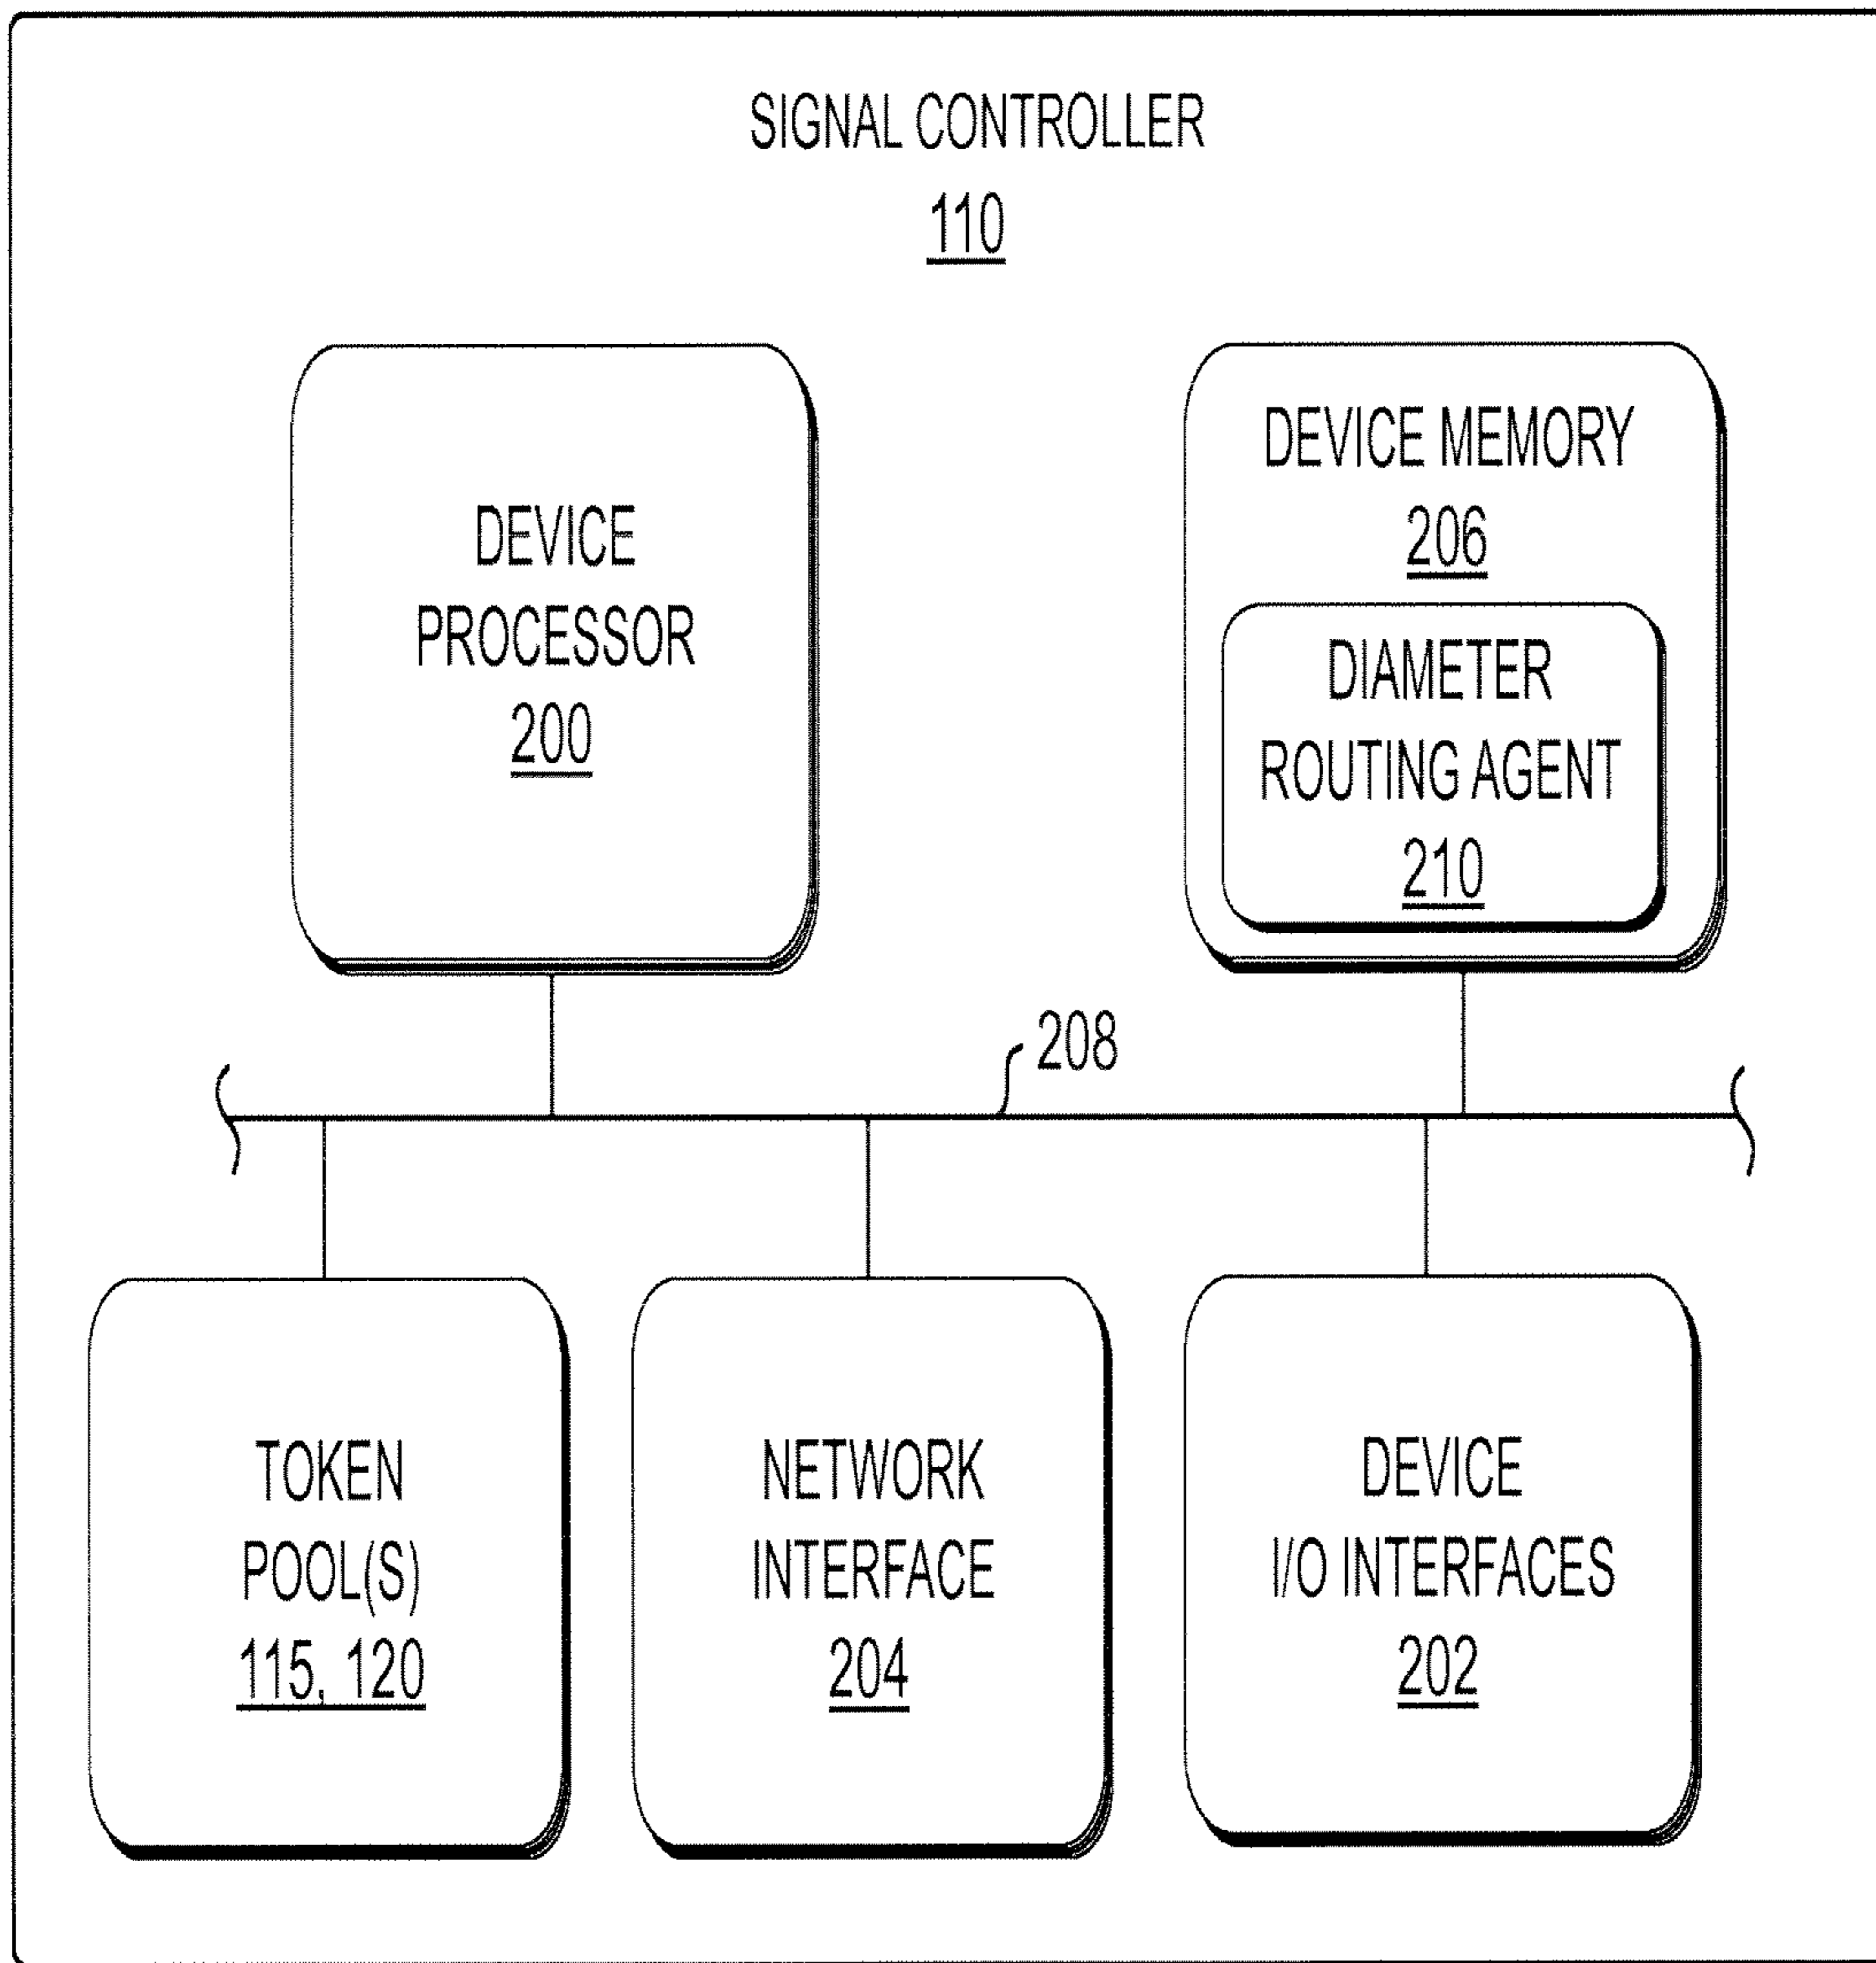 SIGNAL CONTROLLER
110
DEVICE
PROCESSOR
200
DEVICE MEMORY
206
DIAMETER
ROUTING AGENT
210
208
TOKEN
POOL(S)
115, 120
NETWORK
INTERFACE
204
DEVICE
I/O INTERFACES
202